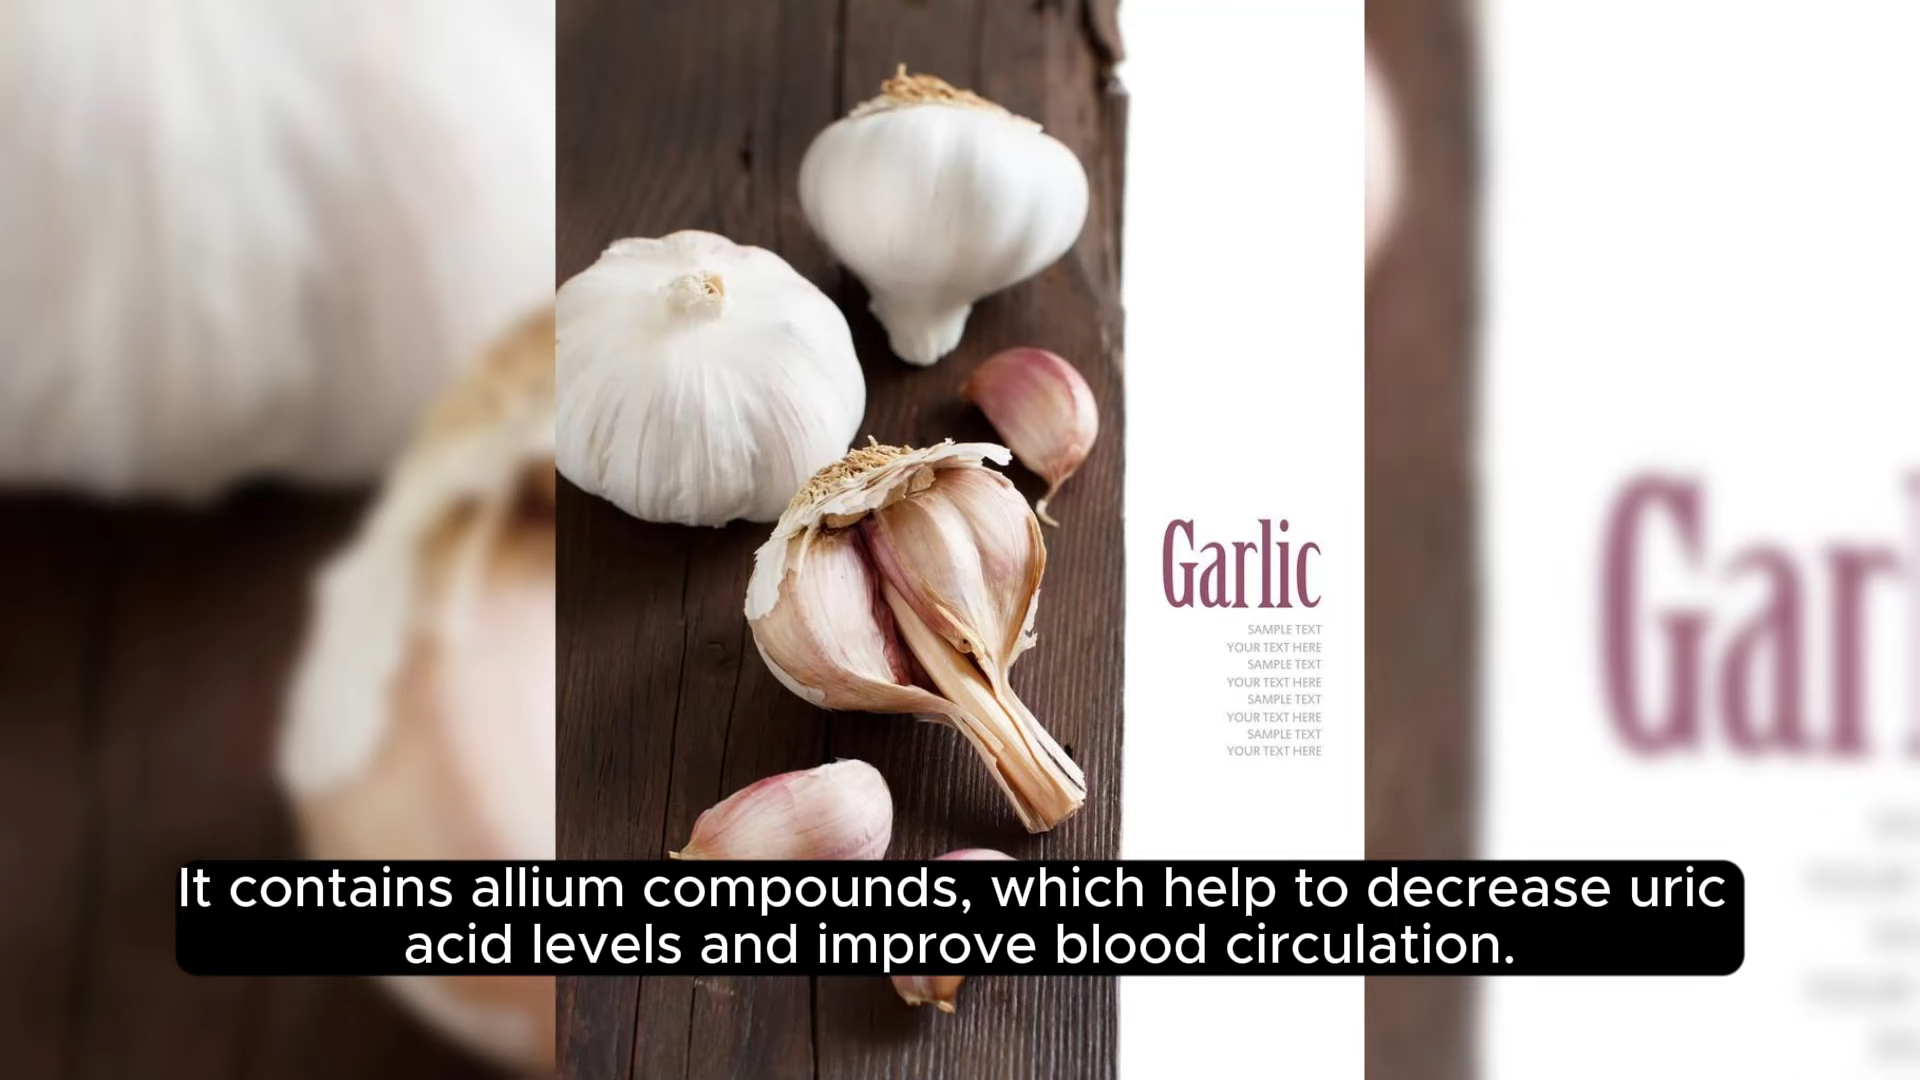 Garlic
SAMPLE TEXT
YOUR TEXT HERE
SAMPLE TEXT
YOUR TEXT HERE
SAMPLE TEXT
YOUR TEXT HERE
SAMPLE TEXT
YOUR TEXT HERE
Garl
It contains allium compounds, which help to decrease uric
acid levels and improve blood circulation.